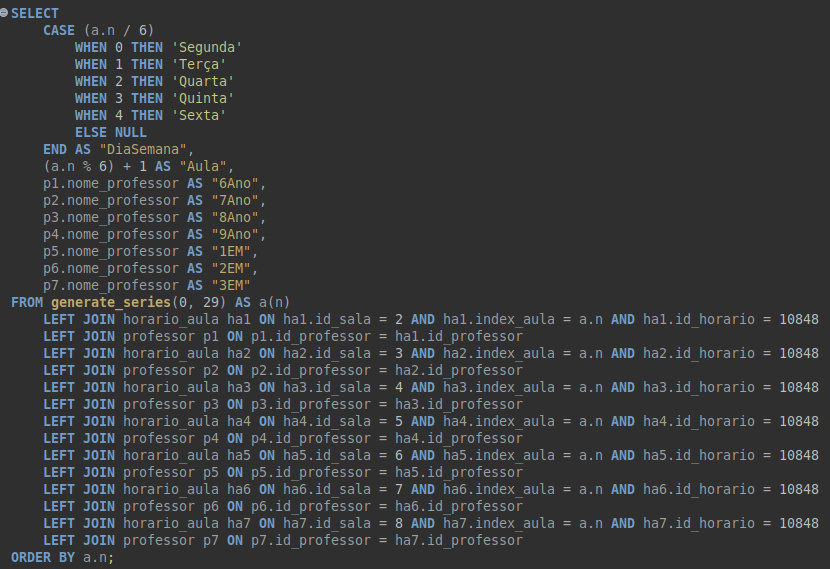 SELECT
    CASE (a.n / 6)
        WHEN 0 THEN 'Segunda'
        WHEN 1 THEN 'Terça'
        WHEN 2 THEN 'Quarta'
        WHEN 3 THEN 'Quinta'
        WHEN 4 THEN 'Sexta'
        ELSE NULL
    END AS "DiaSemana",
    (a.n % 6) + 1 AS "Aula",
    p1.nome_professor AS "6Ano",
    p2.nome_professor AS "7Ano",
    p3.nome_professor AS "8Ano",
    p4.nome_professor AS "9Ano",
    p5.nome_professor AS "1EM",
    p6.nome_professor AS "2EM",
    p7.nome_professor AS "3EM"
FROM generate_series(0, 29) AS a(n)
    LEFT JOIN horario_aula ha1 ON ha1.id_sala = 2 AND ha1.index_aula = a.n AND ha1.id_horario = 10848
    LEFT JOIN professor p1 ON p1.id_professor = ha1.id_professor
    LEFT JOIN horario_aula ha2 ON ha2.id_sala = 3 AND ha2.index_aula = a.n AND ha2.id_horario = 10848
    LEFT JOIN professor p2 ON p2.id_professor = ha2.id_professor
    LEFT JOIN horario_aula ha3 ON ha3.id_sala = 4 AND ha3.index_aula = a.n AND ha3.id_horario = 10848
    LEFT JOIN professor p3 ON p3.id_professor = ha3.id_professor
    LEFT JOIN horario_aula ha4 ON ha4.id_sala = 5 AND ha4.index_aula = a.n AND ha4.id_horario = 10848
    LEFT JOIN professor p4 ON p4.id_professor = ha4.id_professor
    LEFT JOIN horario_aula ha5 ON ha5.id_sala = 6 AND ha5.index_aula = a.n AND ha5.id_horario = 10848
    LEFT JOIN professor p5 ON p5.id_professor = ha5.id_professor
    LEFT JOIN horario_aula ha6 ON ha6.id_sala = 7 AND ha6.index_aula = a.n AND ha6.id_horario = 10848
    LEFT JOIN professor p6 ON p6.id_professor = ha6.id_professor
    LEFT JOIN horario_aula ha7 ON ha7.id_sala = 8 AND ha7.index_aula = a.n AND ha7.id_horario = 10848
    LEFT JOIN professor p7 ON p7.id_professor = ha7.id_professor
ORDER BY a.n;